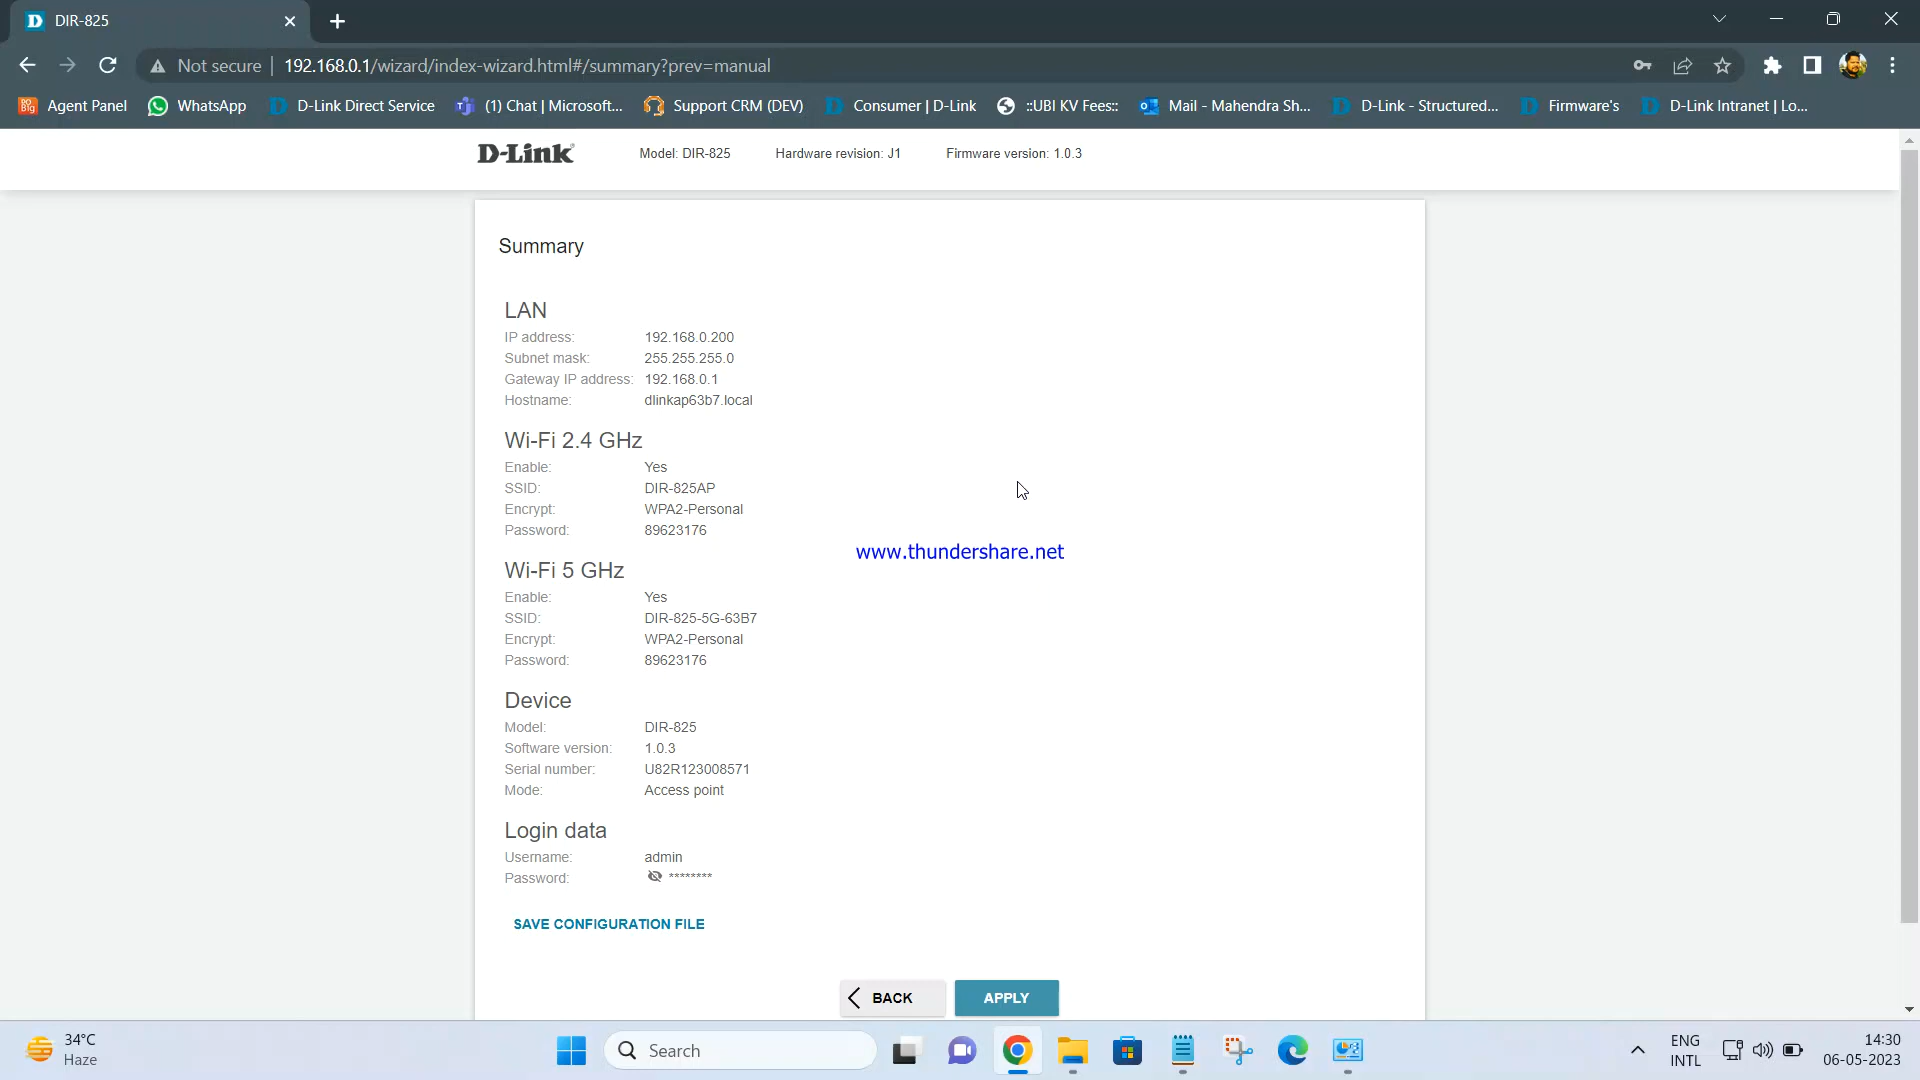 DIR-825
Not secure
192.168.0.1/wizard/index-wizard.html#/summary?prev=manual
Agent Panel
WhatsApp
D-Link Direct Service
(1) Chat | Microsoft...
Support CRM (DEV)
Consumer | D-Link
::UBI KV Fees::
Mail - Mahendra Sh...
D-Link - Structured...
Firmware's
D-Link Intranet | Lo...
D-Link
Model: DIR-825
Hardware revision: J1
Firmware version: 1.0.3
Summary
LAN
IP address: 192.168.0.200
Subnet mask: 255.255.255.0
Gateway IP address: 192.168.0.1
Hostname: dlinkap63b7.local
Wi-Fi 2.4 GHz
Enable: Yes
SSID: DIR-825AP
Encrypt: WPA2-Personal
Password: 89623176
www.thundershare.net
Wi-Fi 5 GHz
Enable: Yes
SSID: DIR-825-5G-63B7
Encrypt: WPA2-Personal
Password: 89623176
Device
Model: DIR-825
Software version: 1.0.3
Serial number: U82R123008571
Mode: Access point
Login data
Username: admin
Password: ********
SAVE CONFIGURATION FILE
BACK
APPLY
34°C
Haze
Search
ENG
INTL
14:30
06-05-2023